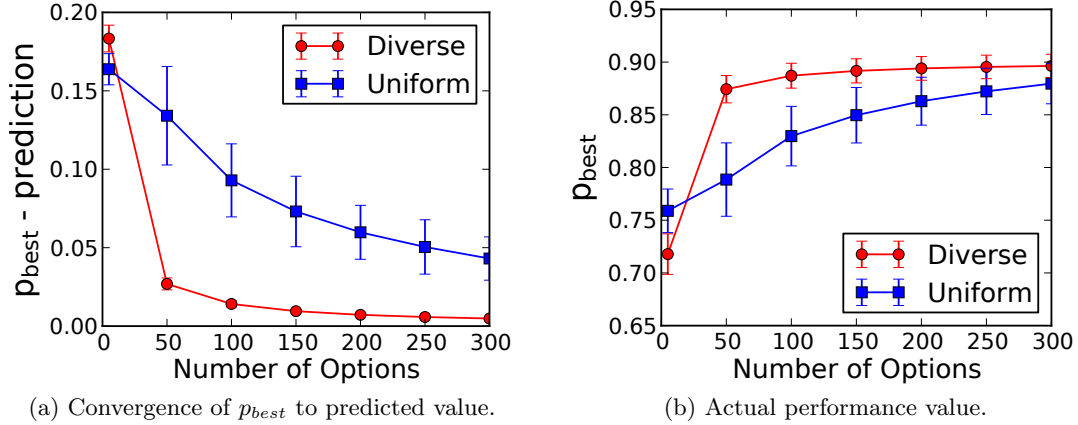 0.20
0.15
0.10
0.05
0.00
p_best - prediction
Diverse
Uniform
0 50 100 150 200 250 300
Number of Options
(a) Convergence of p_best to predicted value.
0.95
0.90
0.85
0.80
0.75
0.70
0.65
p_best
Diverse
Uniform
0 50 100 150 200 250 300
Number of Options
(b) Actual performance value.